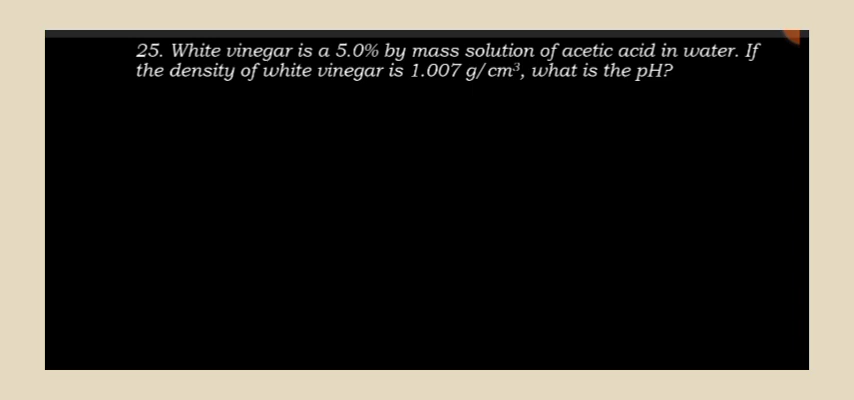 25. White vinegar is a 5.0% by mass solution of acetic acid in water. If
the density of white vinegar is 1.007 g/cm³, what is the pH?